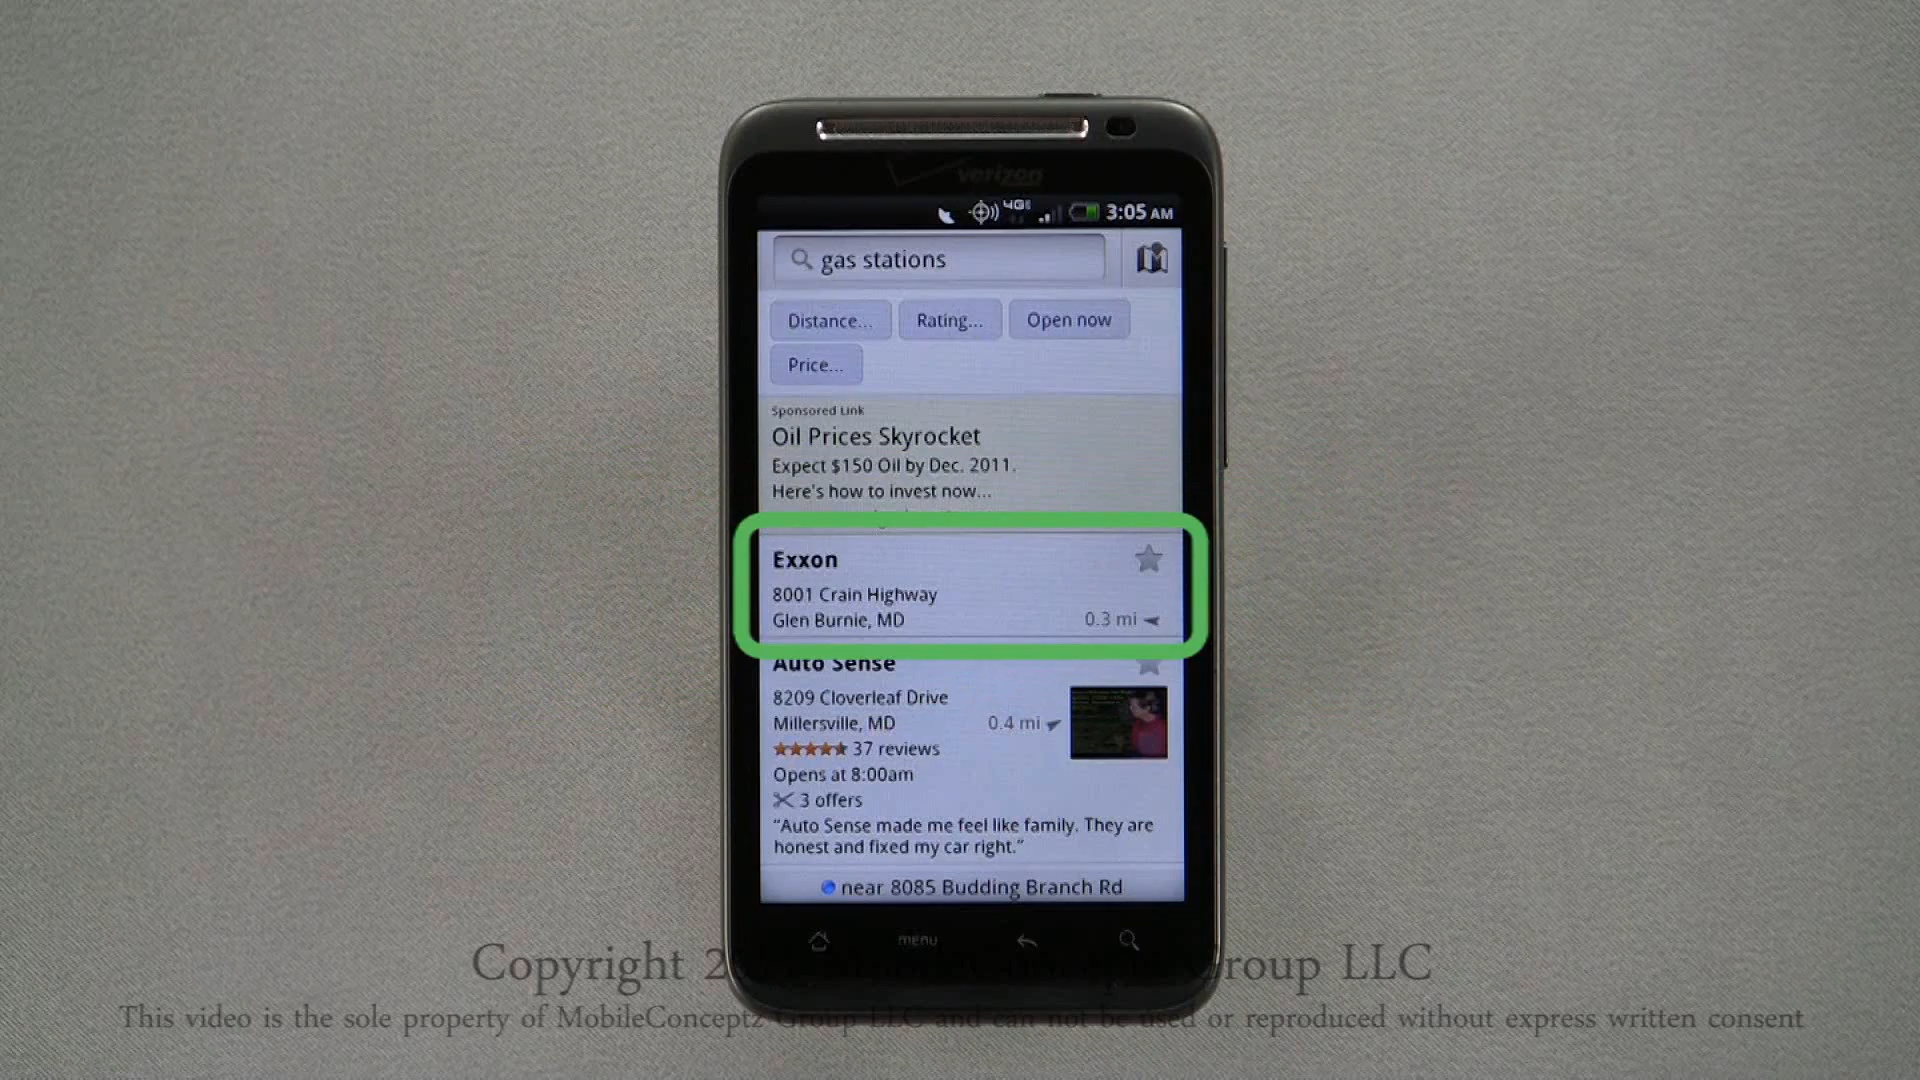 verizon
4G
3:05 AM
gas stations
Distance...
Rating...
Open now
Price...
Sponsored Link
Oil Prices Skyrocket
Expect $150 Oil by Dec. 2011.
Here's how to invest now...
Exxon
8001 Crain Highway
Glen Burnie, MD
0.3 mi
Auto Sense
8209 Cloverleaf Drive
Millersville, MD
0.4 mi
37 reviews
Opens at 8:00am
3 offers
“Auto Sense made me feel like family. They are
honest and fixed my car right.”
near 8085 Budding Branch Rd
menu
Copyright Group LLC
This video is the sole property of MobileConceptz Group LLC and can not be used or reproduced without express written consent